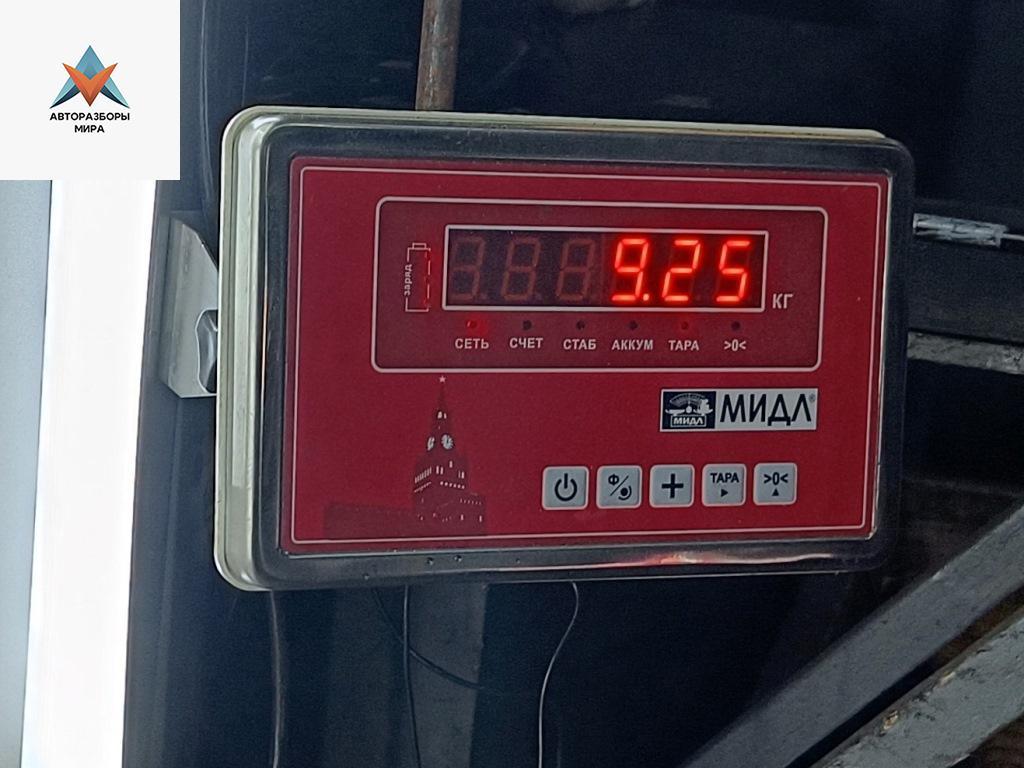 АВТОРАЗБОРЫ
МИРА
заряд
9.25
КГ
СЕТЬ СЧЕТ СТАБ АККУМ ТАРА >0<
МИДЛ МИДЛ®
Ф/ + ТАРА >0<